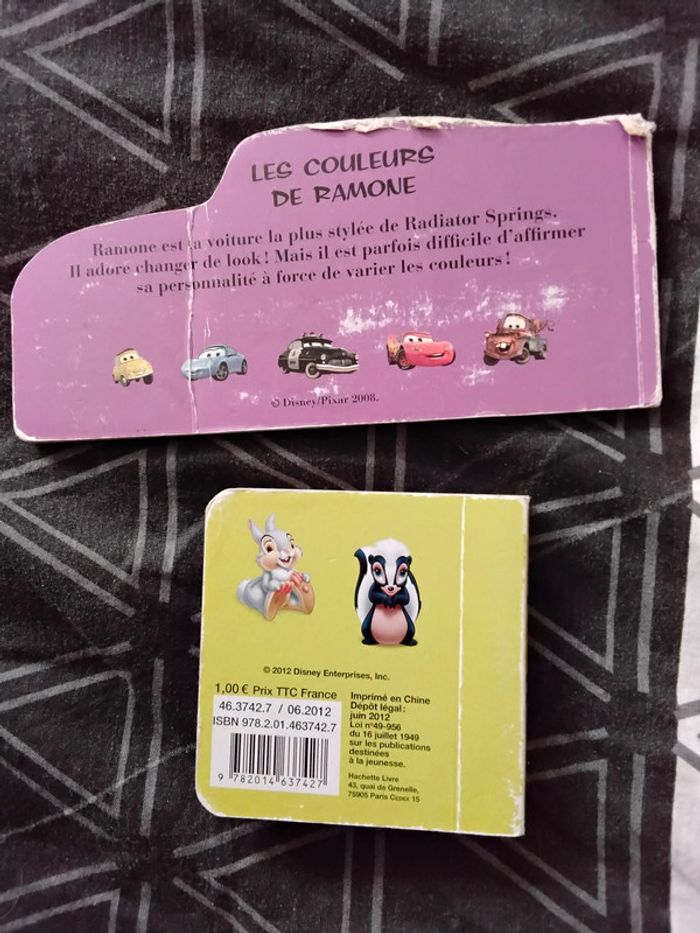 LES COULEURS
DE RAMONE
Ramone est la voiture la plus stylée de Radiator Springs.
Il adore changer de look ! Mais il est parfois difficile d'affirmer
sa personnalité à force de varier les couleurs !
© Disney/Pixar 2008.
© 2012 Disney Enterprises, Inc.
1,00 € Prix TTC France
46.3742.7 / 06.2012
ISBN 978.2.01.463742.7
9 782014 637427
Imprimé en Chine
Dépôt légal :
juin 2012
Loi n°49-956
du 16 juillet 1949
sur les publications
destinées
à la jeunesse.
Hachette Livre
43, quai de Grenelle,
75905 Paris CEDEX 15